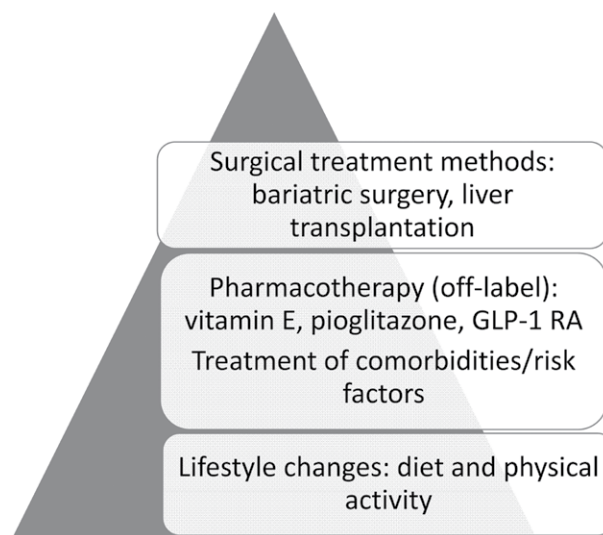 Surgical treatment methods:
bariatric surgery, liver
transplantation
Pharmacotherapy (off-label):
vitamin E, pioglitazone, GLP-1 RA
Treatment of comorbidities/risk
factors
Lifestyle changes: diet and physical
activity